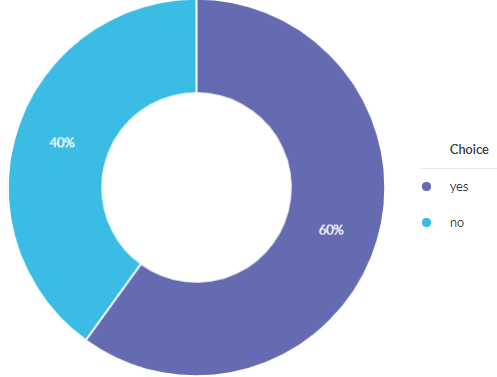 40%
60%
Choice
yes
no